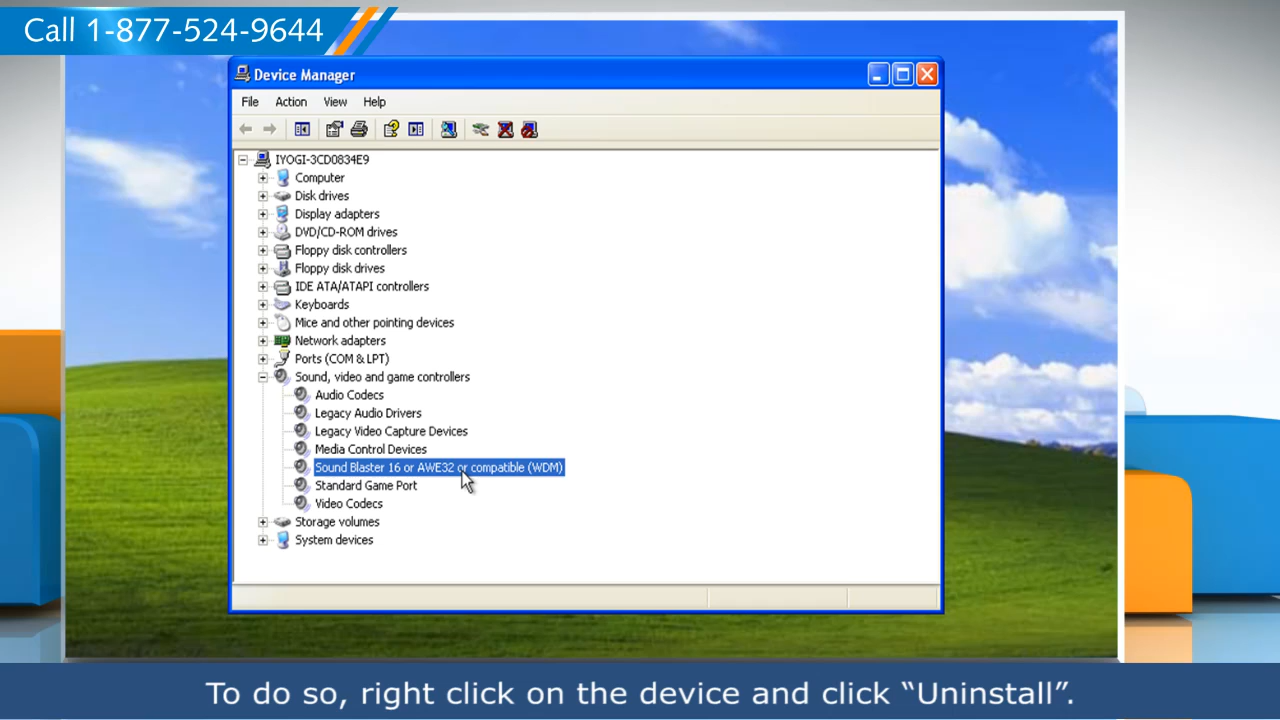 Call 1-877-524-9644
Device Manager
File Action View Help
IYOGI-3CD0834E9
Computer
Disk drives
Display adapters
DVD/CD-ROM drives
Floppy disk controllers
Floppy disk drives
IDE ATA/ATAPI controllers
Keyboards
Mice and other pointing devices
Network adapters
Ports (COM & LPT)
Sound, video and game controllers
Audio Codecs
Legacy Audio Drivers
Legacy Video Capture Devices
Media Control Devices
Sound Blaster 16 or AWE32 or compatible (WDM)
Standard Game Port
Video Codecs
Storage volumes
System devices
To do so, right click on the device and click “Uninstall”.